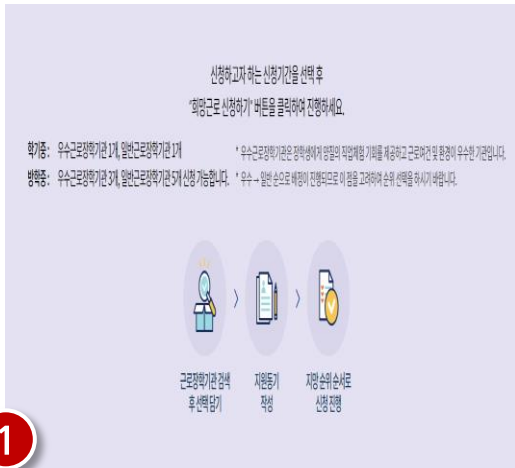 신청하고자 하는 신청기간을 선택 후
"희망근로 신청하기" 버튼을 클릭하여 진행하세요.
학기중 : 우수근로장학기관 1개, 일반근로장학기관 1개
* 우수근로장학기관은 장학생에게 양질의 직업체험 기회를 제공하고 근로여건 및 환경이 우수한 기관입니다.
방학중 : 우수근로장학기관 3개, 일반근로장학기관 5개 신청 가능합니다.
* 우수 → 일반 순으로 배정이 진행되므로 이 점을 고려하여 순위 선택을 하시기 바랍니다.
근로장학기관 검색
후 선택 담기
지원동기
작성
지망 순위 순서로
신청 진행
1